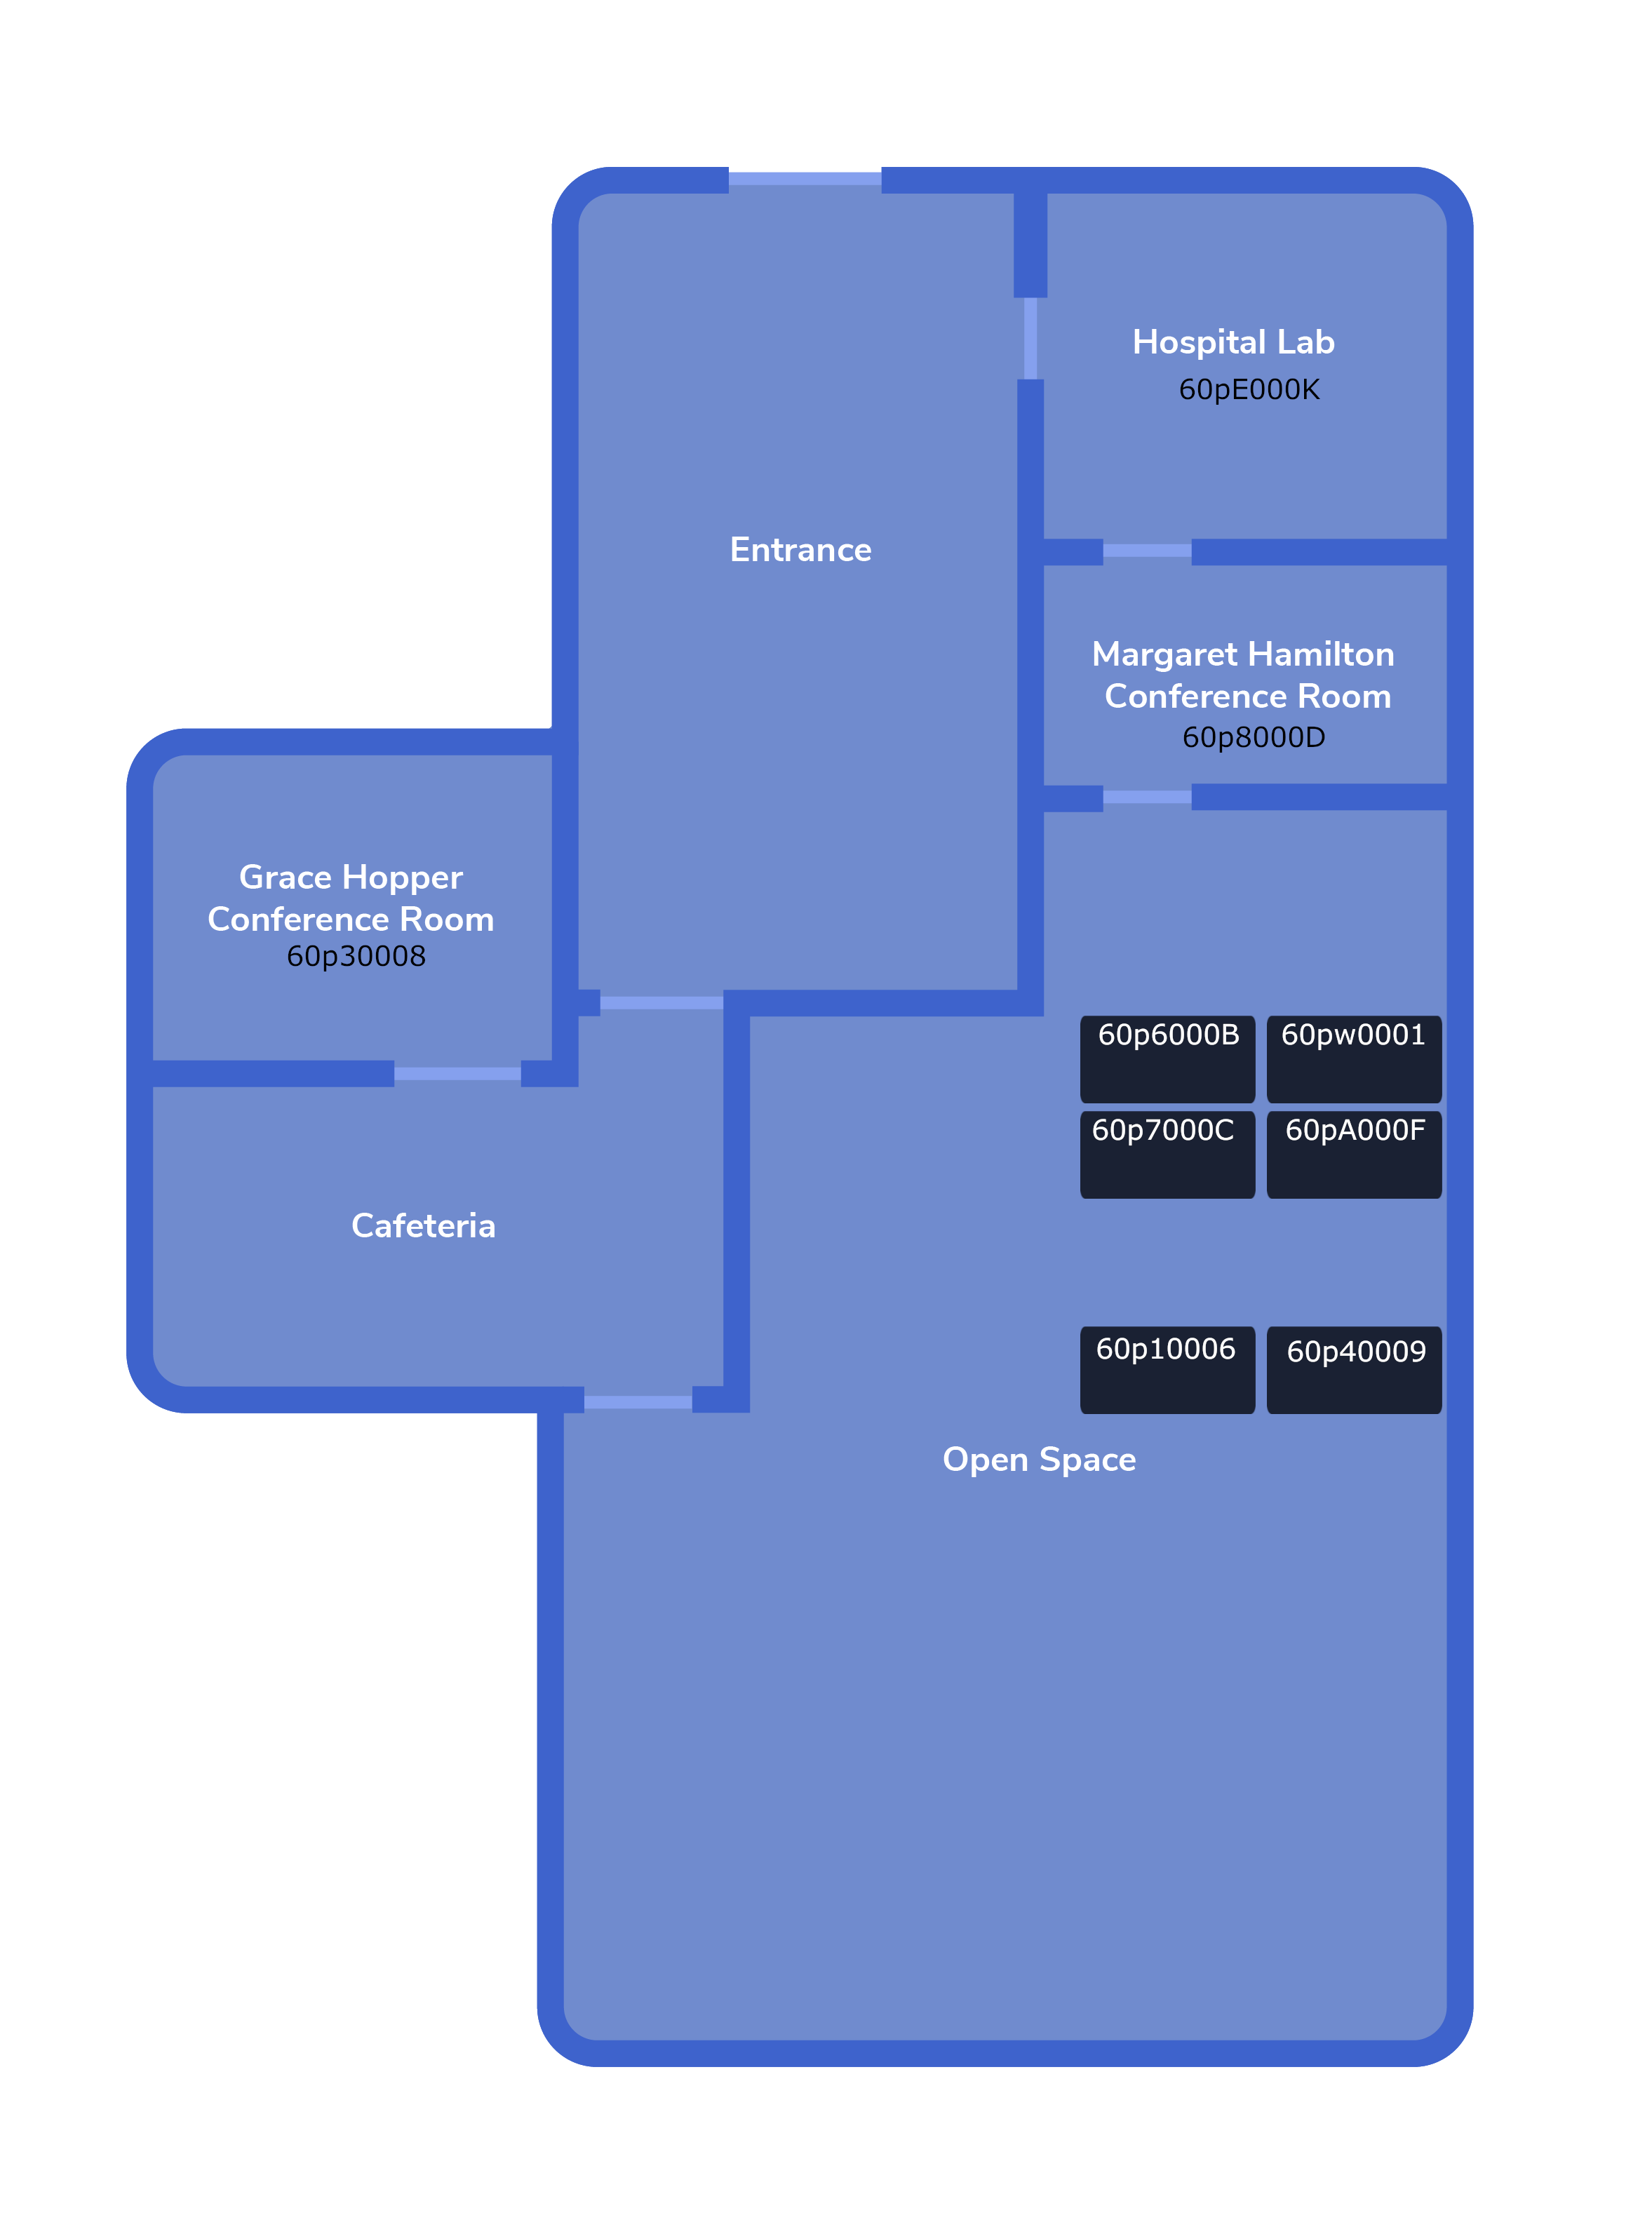 Hospital Lab
60pE000K
Entrance
Margaret Hamilton
Conference Room
60p8000D
Grace Hopper
Conference Room
60p30008
60p6000B
60pw0001
60p7000C
60pA000F
Cafeteria
60p10006
60p40009
Open Space